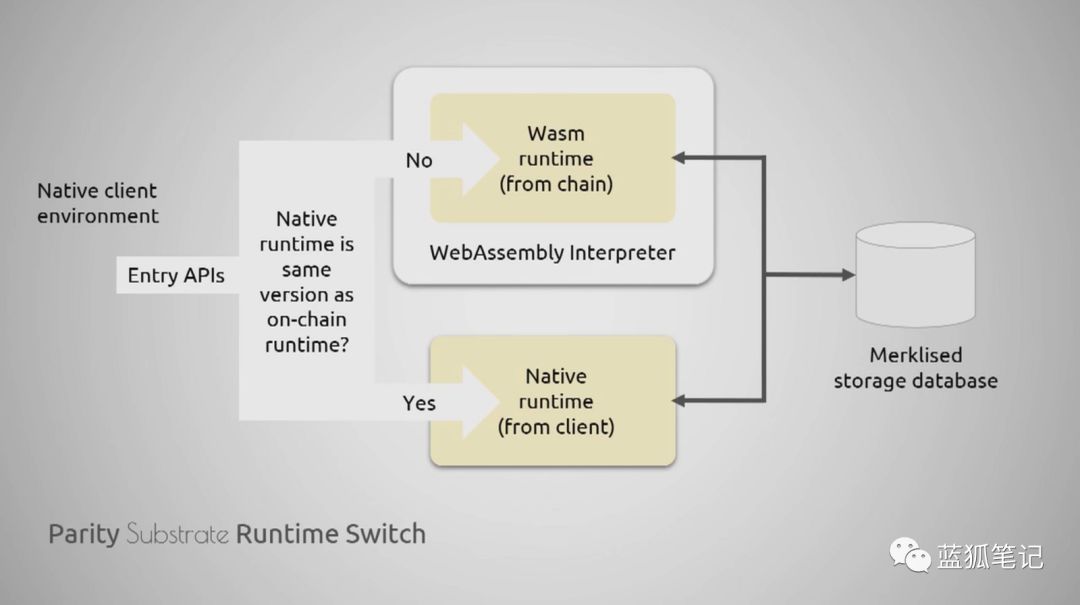 Native client
environment
Entry APIs
Native
runtime is
same
version as
on-chain
runtime?
No
Wasm
runtime
(from chain)
WebAssembly Interpreter
Yes
Native
runtime
(from client)
Merklised
storage database
Parity Substrate Runtime Switch
蓝狐笔记